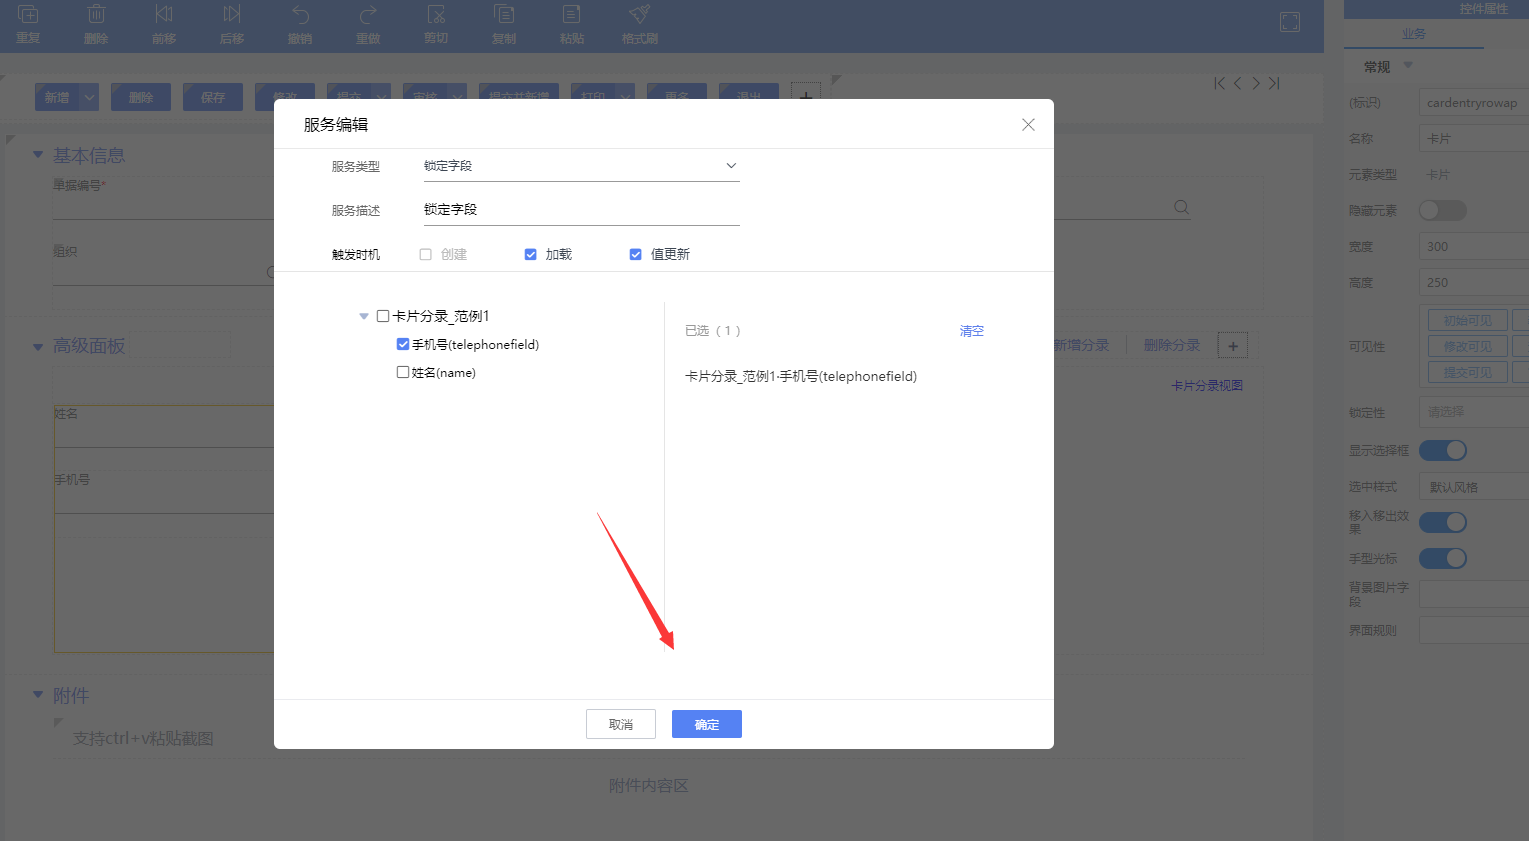 重复 删除 前移 后移 撤销 重做 剪切 复制 粘贴 格式刷
控件属性
业务
常规
新增 删除 保存 修改 提交 审核 提交并新增 打印 更多 退出
基本信息
单据编号*
组织
高级面板
新增分录 删除分录
卡片分录视图
姓名
手机号
附件
支持ctrl+v粘贴截图
附件内容区
服务编辑
服务类型 锁定字段
服务描述 锁定字段
触发时机 创建 加载 值更新
卡片分录_范例1
手机号(telephonefield)
姓名(name)
已选（ 1 ） 清空
卡片分录_范例1·手机号(telephonefield)
取消 确定
(标识) cardentryrowap
名称 卡片
元素类型 卡片
隐藏元素
宽度 300
高度 250
可见性 初始可见
修改可见
提交可见
锁定性 请选择
显示选择框
选中样式 默认风格
移入移出效
果
手型光标
背景图片字
段
界面规则